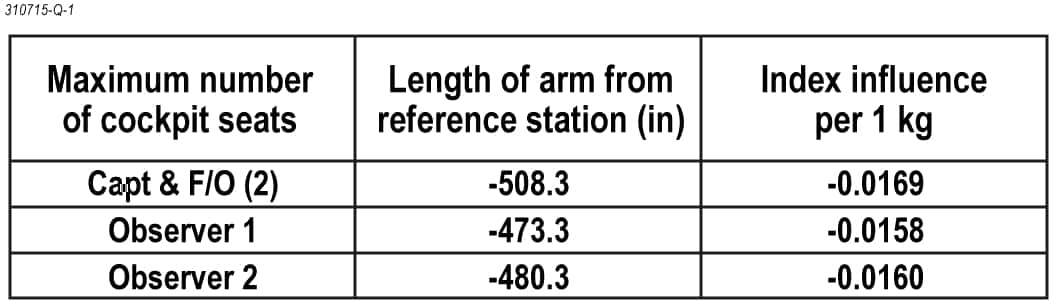 310715-Q-1
Maximum number of cockpit seats Length of arm from reference station (in) Index influence per 1 kg
Capt & F/O (2) -508.3 -0.0169
Observer 1 -473.3 -0.0158
Observer 2 -480.3 -0.0160